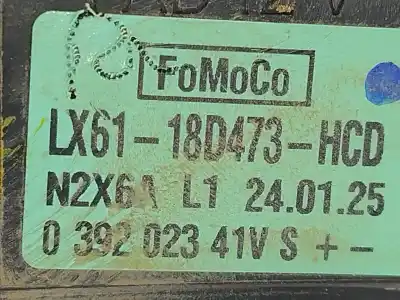 FoMoCo
LX61-18D473-HCD
N2X6A L1 24.01.25
0 392 023 41V S + -